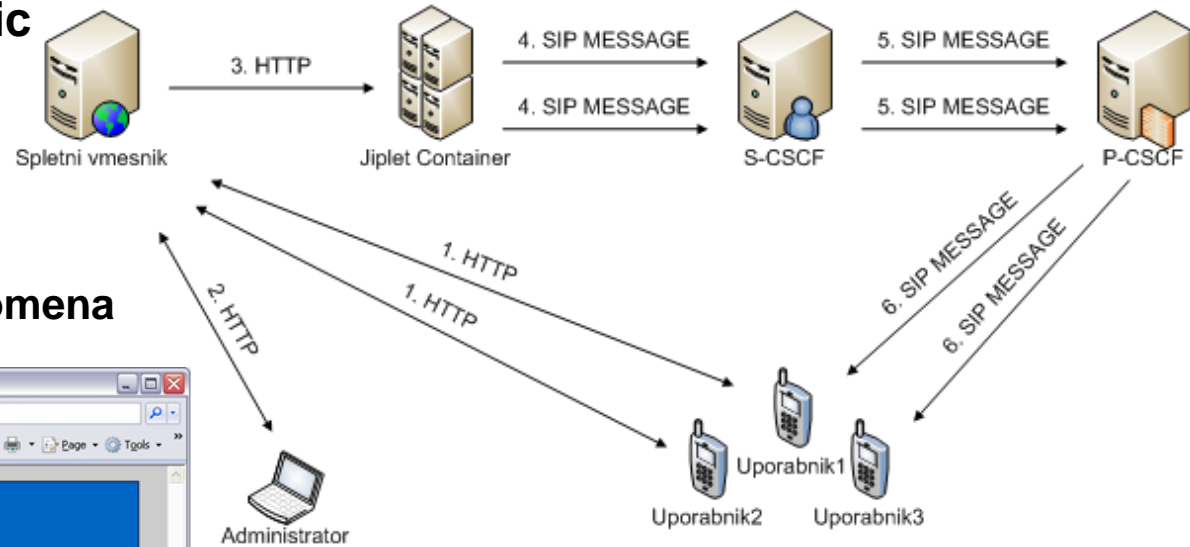 ic
3. HTTP
4. SIP MESSAGE
5. SIP MESSAGE
4. SIP MESSAGE
5. SIP MESSAGE
Spletni vmesnik
Jiplet Container
S-CSCF
P-CSCF
1. HTTP
1. HTTP
2. HTTP
6. SIP MESSAGE
6. SIP MESSAGE
omena
Page
Tools
Uporabnik1
Uporabnik2
Uporabnik3
Administrator